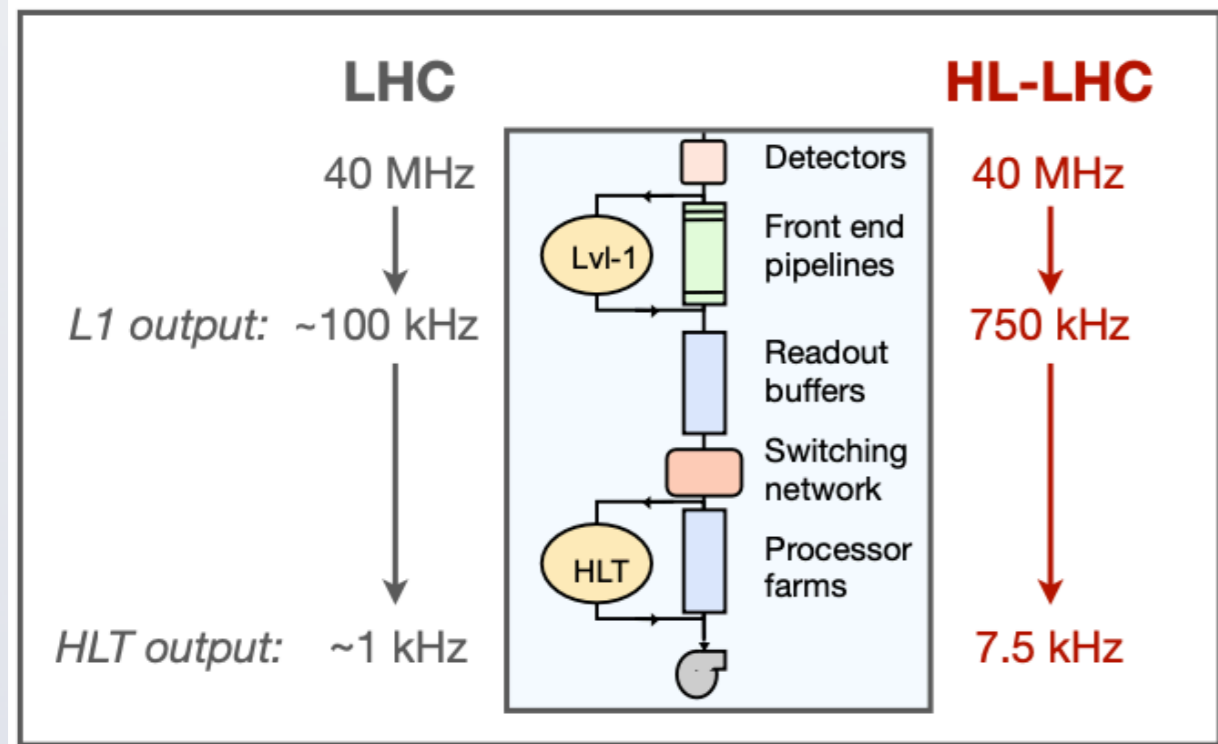 LHC
HL-LHC
40 MHz
Detectors
40 MHz
Lvl-1
Front end
pipelines
L1 output: ~100 kHz
750 kHz
Readout
buffers
Switching
network
HLT
Processor
farms
HLT output: ~1 kHz
7.5 kHz